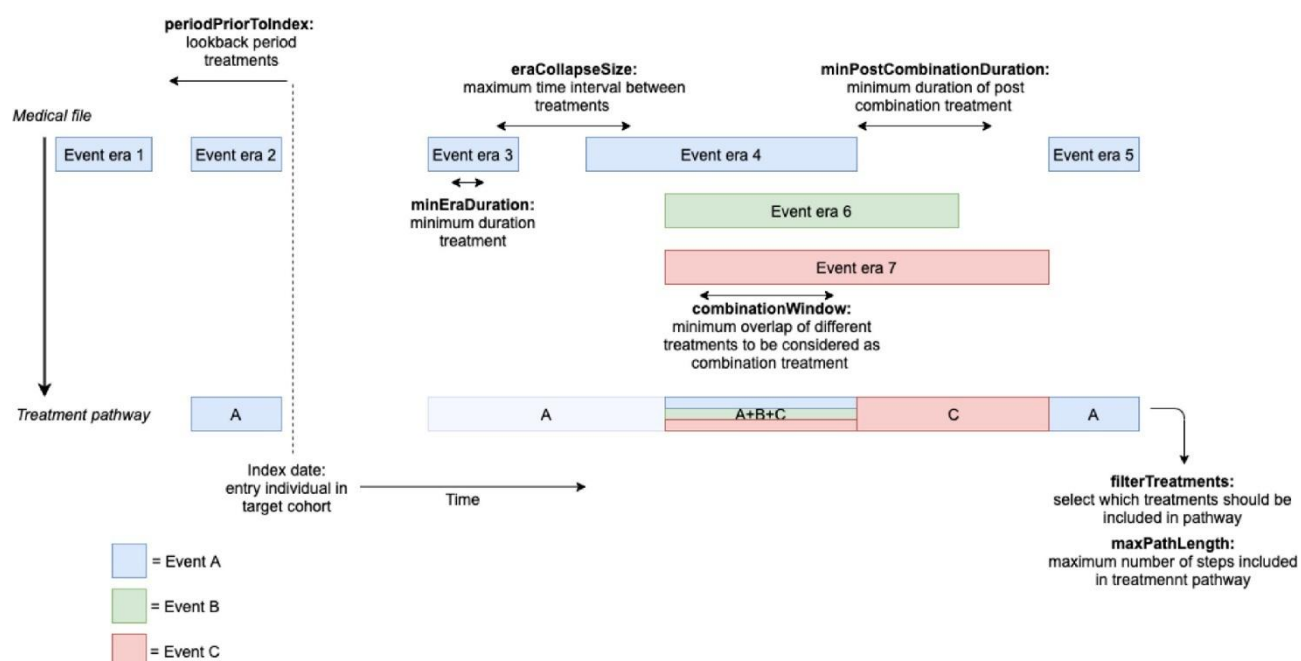 periodPriorToIndex:
lookback period
treatments
eraCollapseSize:
maximum time interval between
treatments
minPostCombinationDuration:
minimum duration of post
combination treatment
Medical file
Event era 1
Event era 2
Event era 3
Event era 4
Event era 5
minEraDuration:
minimum duration
treatment
Event era 6
Event era 7
combinationWindow:
minimum overlap of different
treatments to be considered as
combination treatment
Treatment pathway
A
A
A+B+C
C
A
Index date:
entry individual in
target cohort
Time
filterTreatments:
select which treatments should be
included in pathway
maxPathLength:
maximum number of steps included
in treatmennt pathway
= Event A
= Event B
= Event C